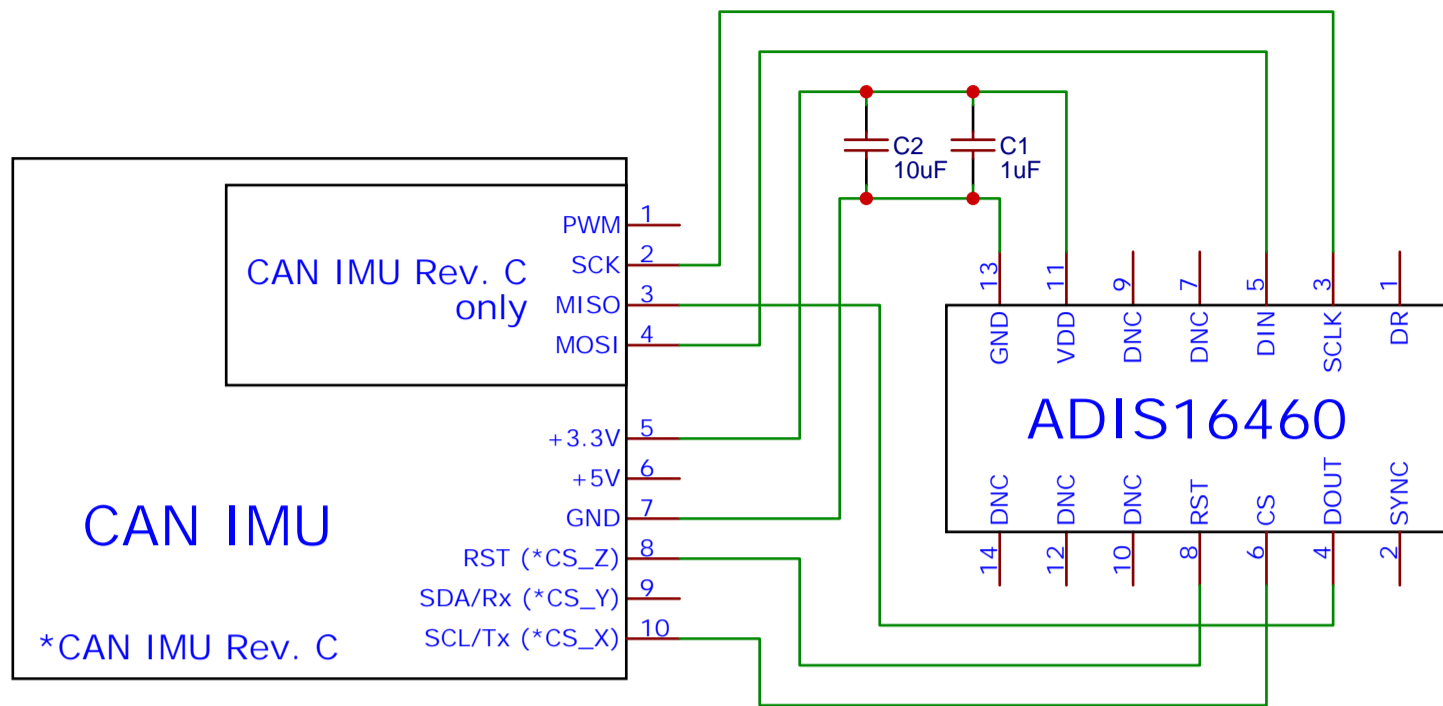 C2
10uF
C1
1uF
PWM 1
SCK 2
CAN IMU Rev. C
only
MISO 3
MOSI 4
+3.3V 5
+5V 6
GND 7
RST (*CS_Z) 8
SDA/Rx (*CS_Y) 9
SCL/Tx (*CS_X) 10
CAN IMU
*CAN IMU Rev. C
13 11 9 7 5 3 1
GND VDD DNC DNC DIN SCLK DR
ADIS16460
DNC DNC DNC RST CS DOUT SYNC
14 12 10 8 6 4 2